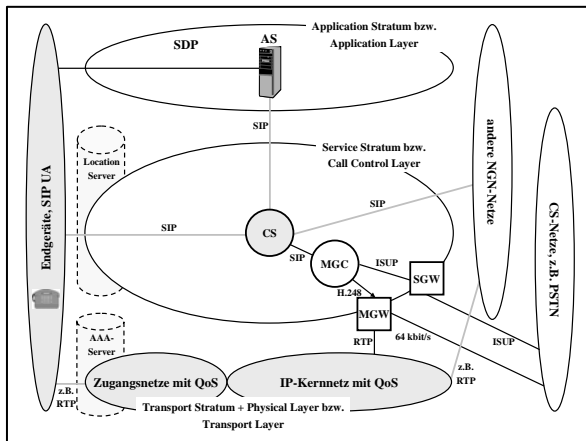 Application Stratum bzw.
Application Layer
SDP
AS
SIP
Location
Server
Service Stratum bzw.
Call Control Layer
SIP
SIP
CS
SIP
MGC
ISUP
SGW
H.248
MGW
RTP
64 kbit/s
ISUP
Endgeräte, SIP UA
andere NGN-Netze
CS-Netze, z.B. PSTN
AAA-
Server
z.B.
RTP
Zugangsnetze mit QoS
IP-Kernnetz mit QoS
z.B.
RTP
Transport Stratum + Physical Layer bzw.
Transport Layer